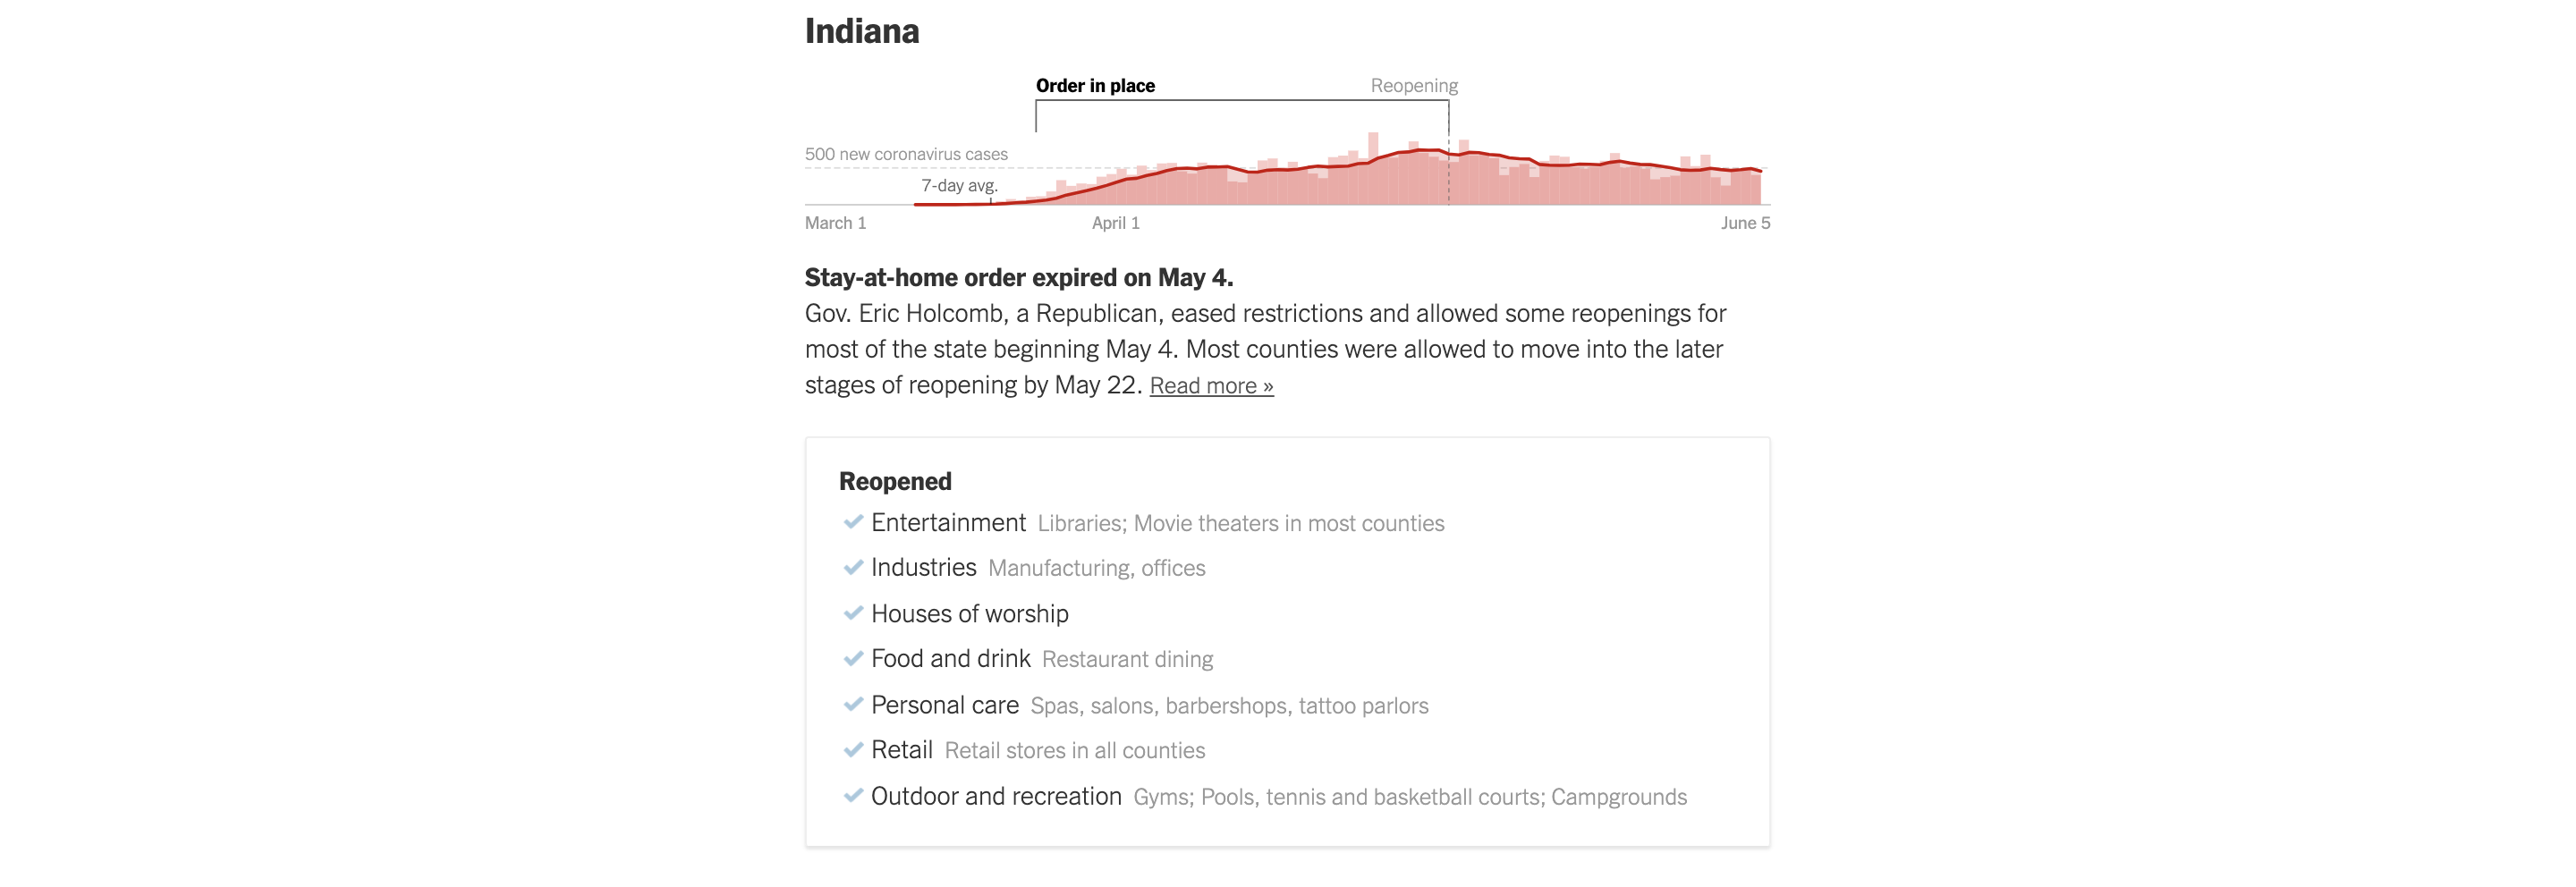 Indiana
Order in place
Reopening
500 new coronavirus cases
7-day avg.
March 1
April 1
June 5
Stay-at-home order expired on May 4.
Gov. Eric Holcomb, a Republican, eased restrictions and allowed some reopenings for
most of the state beginning May 4. Most counties were allowed to move into the later
stages of reopening by May 22. Read more »
Reopened
Entertainment Libraries; Movie theaters in most counties
Industries Manufacturing, offices
Houses of worship
Food and drink Restaurant dining
Personal care Spas, salons, barbershops, tattoo parlors
Retail Retail stores in all counties
Outdoor and recreation Gyms; Pools, tennis and basketball courts; Campgrounds